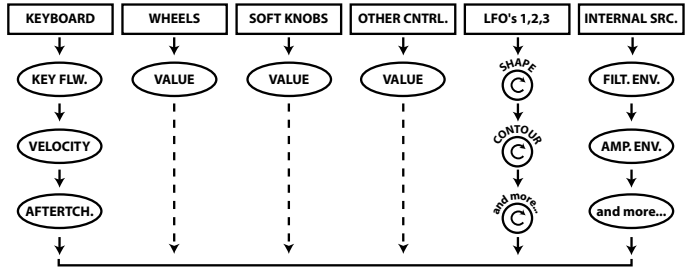 KEYBOARD
WHEELS
SOFT KNOBS
OTHER CNTRL.
LFO's 1,2,3
INTERNAL SRC.
KEY FLW.
VALUE
VALUE
VALUE
SHAPE
FILT. ENV.
VELOCITY
CONTOUR
AMP. ENV.
AFTERTCH.
and more...
and more...